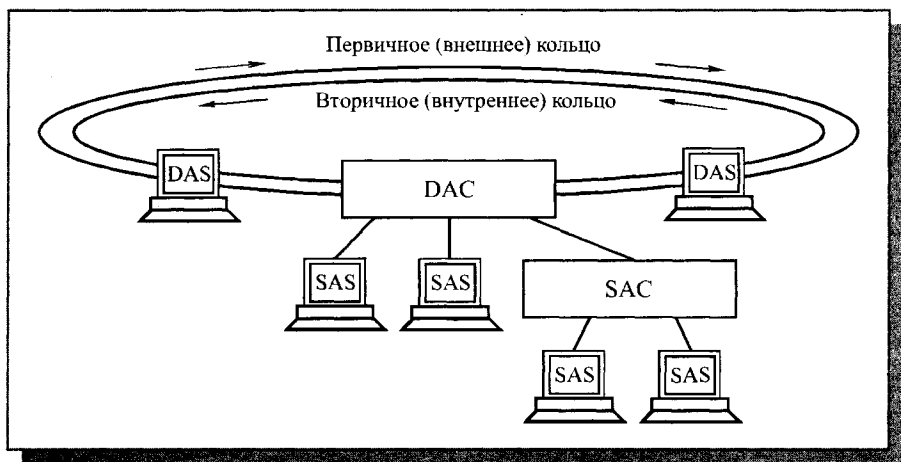 Первичное (внешнее) кольцо
Вторичное (внутреннее) кольцо
DAS
DAC
DAS
SAS
SAS
SAC
SAS
SAS